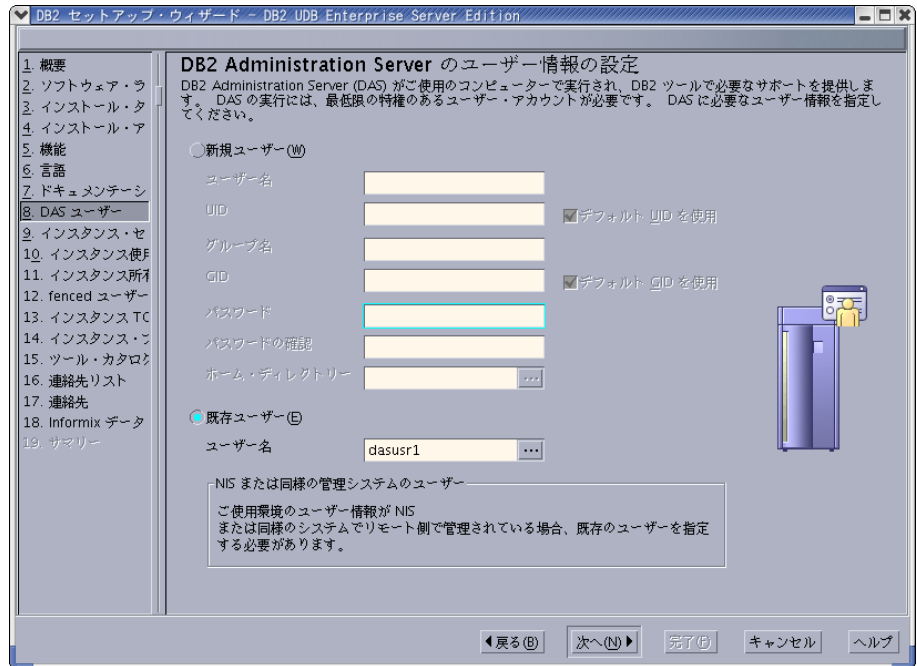 DB2 セットアップ・ウィザード - DB2 UDB Enterprise Server Edition
1. 概要
2. ソフトウェア・ラ
3. インストール・タ
4. インストール・ア
5. 機能
6. 言語
7. ドキュメンテーシ
8. DAS ユーザー
9. インスタンス・セ
10. インスタンス使用
11. インスタンス所有
12. fenced ユーザー
13. インスタンス TC
14. インスタンス・
15. ツール・カタログ
16. 連絡先リスト
17. 連絡先
18. Informix データ
19. サマリー
DB2 Administration Server のユーザー情報の設定
DB2 Administration Server (DAS) がご使用のコンピューターで実行され、DB2 ツールで必要なサポートを提供しま
す。 DAS の実行には、最低限の特権のあるユーザー・アカウントが必要です。 DAS に必要なユーザー情報を指定し
てください。
新規ユーザー(W)
ユーザー名
UID
デフォルト UID を使用
グループ名
GID
デフォルト GID を使用
パスワード
パスワードの確認
ホーム・ディレクトリー
...
既存ユーザー(E)
ユーザー名
dasusr1
...
NIS または同様の管理システムのユーザー
ご使用環境のユーザー情報が NIS
または同様のシステムでリモート側で管理されている場合、既存のユーザーを指定
する必要があります。
戻る(B)
次へ(N)
完了(F)
キャンセル
ヘルプ